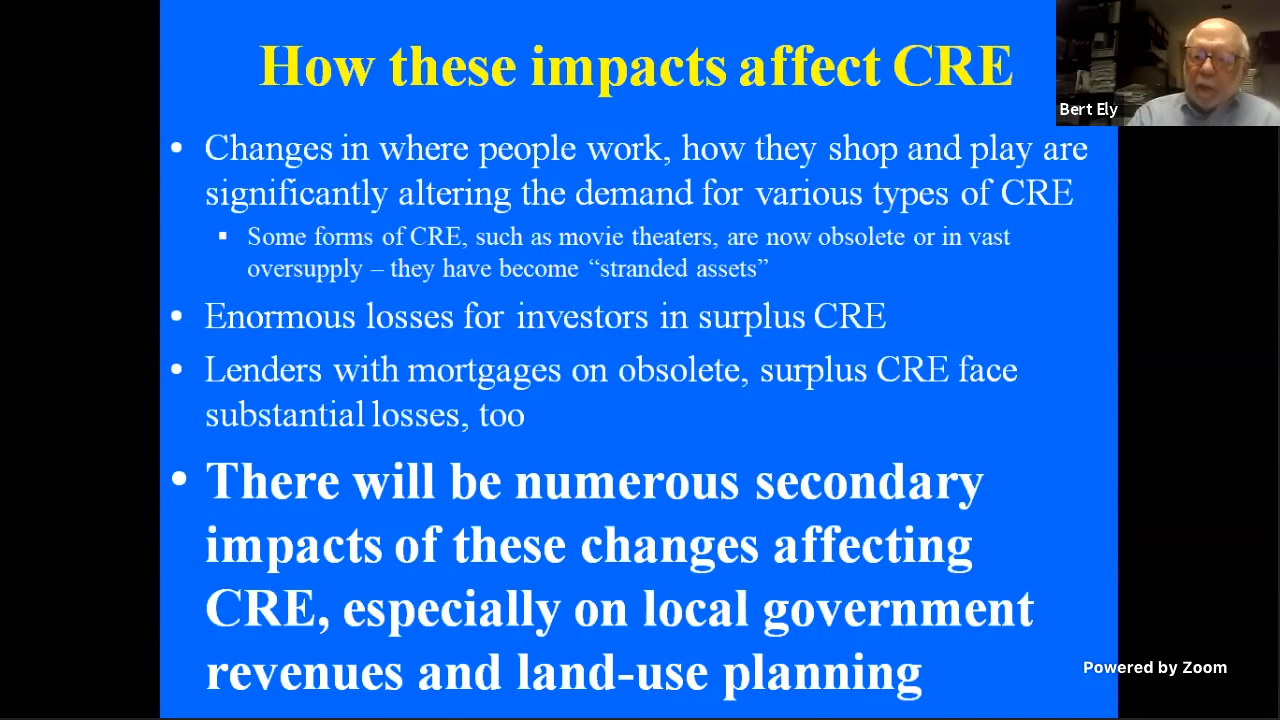 How these impacts affect CRE
Bert Ely
• Changes in where people work, how they shop and play are
significantly altering the demand for various types of CRE
▪ Some forms of CRE, such as movie theaters, are now obsolete or in vast
oversupply – they have become “stranded assets”
• Enormous losses for investors in surplus CRE
• Lenders with mortgages on obsolete, surplus CRE face
substantial losses, too
• There will be numerous secondary
impacts of these changes affecting
CRE, especially on local government
revenues and land-use planning
Powered by Zoom